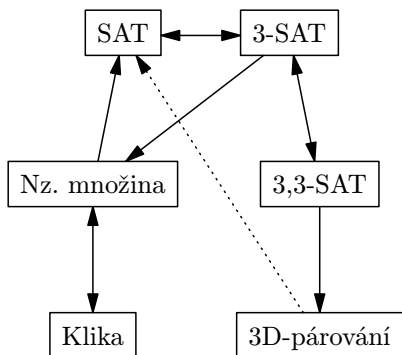 SAT
3-SAT
Nz. množina
3,3-SAT
Klika
3D-párování